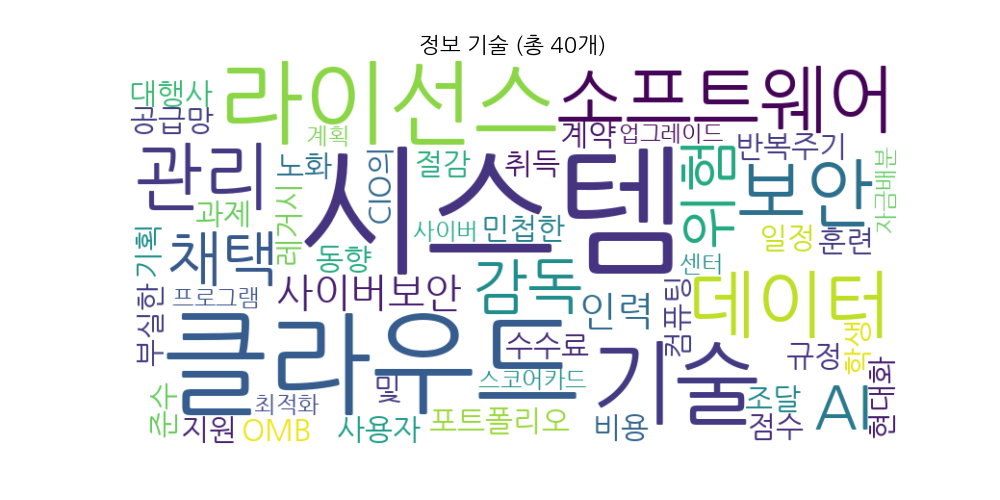 정보 기술 (총 40개)
대행사
라이선스
소프트웨어
공급망
계획
계약
업그레이드
관리
노화
CIO의
절감
취득
위험
반복주기
보안
자금배분
과제
레거시
시스템
사이버
민첩한
일정
훈련
기획
채택
동향
감독
센터
부실한
프로그램
사이버보안
인력
컴퓨팅
데이터
클라우드
수수료
기술
규정
학생
준수
최적화
및
스코어카드
조달
AI
현대화
지원
OMB
사용자
포트폴리오
비용
점수